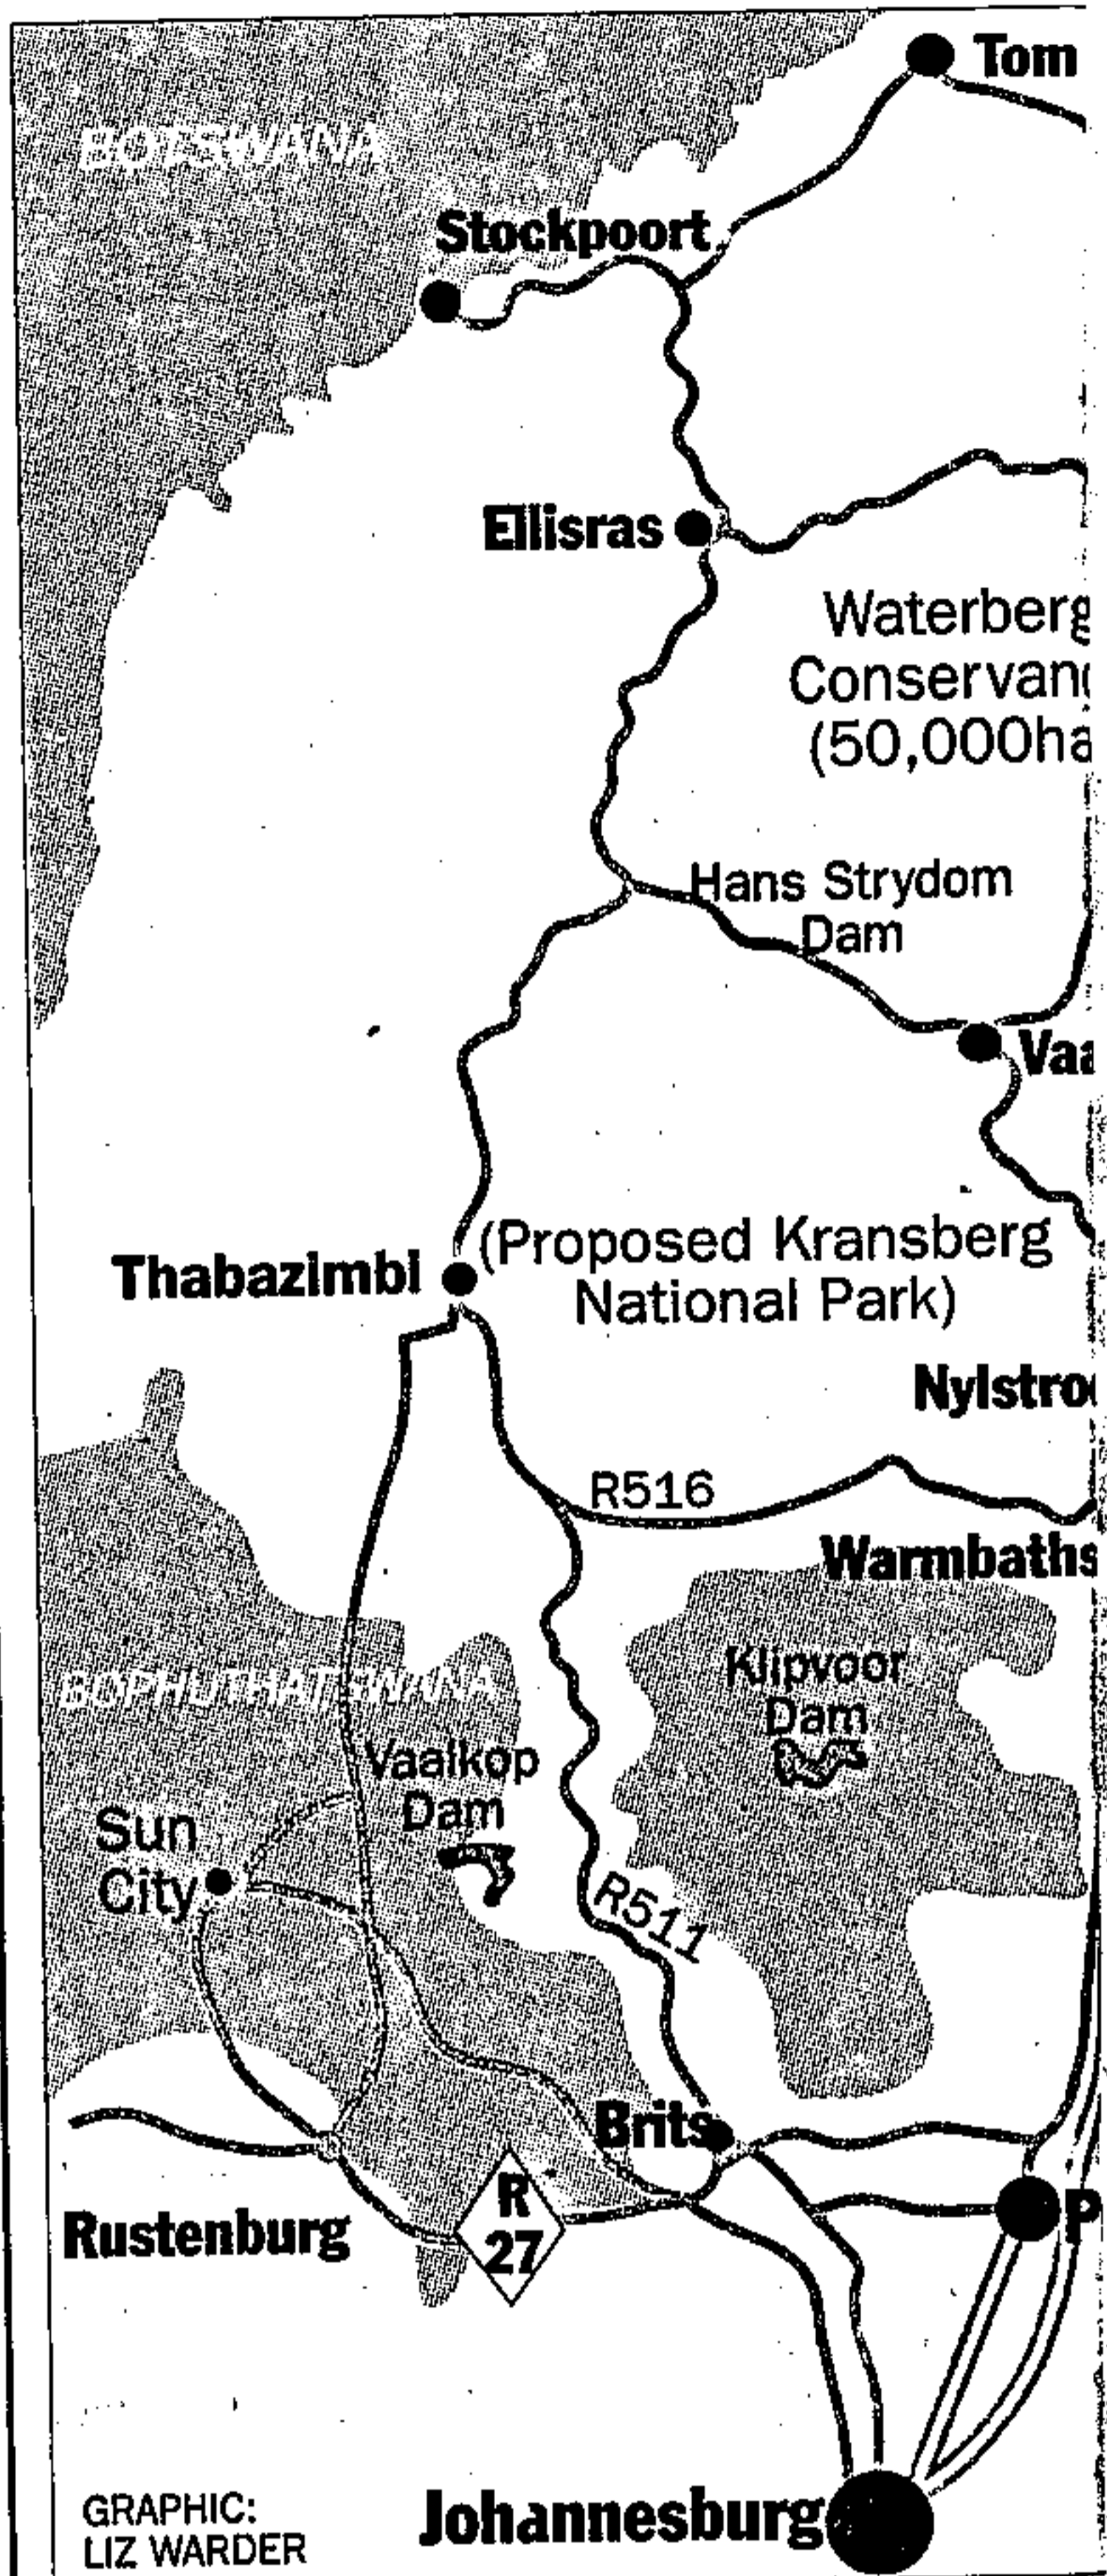 Tom
BOTSWANA
Stockpoort
Ellisras
Waterberg
Conservan
(50,000ha
Hans Strydom
Dam
Vaa
(Proposed Kransberg
National Park)
Thabazimbi
Nylstro
R516
Warmbaths
BOPHUTHATSWANA
Klipvoor
Dam
Vaalkop
Dam
Sun
City
R511
Brits
R
27
P
Rustenburg
Johannesburg
GRAPHIC:
LIZ WARDER